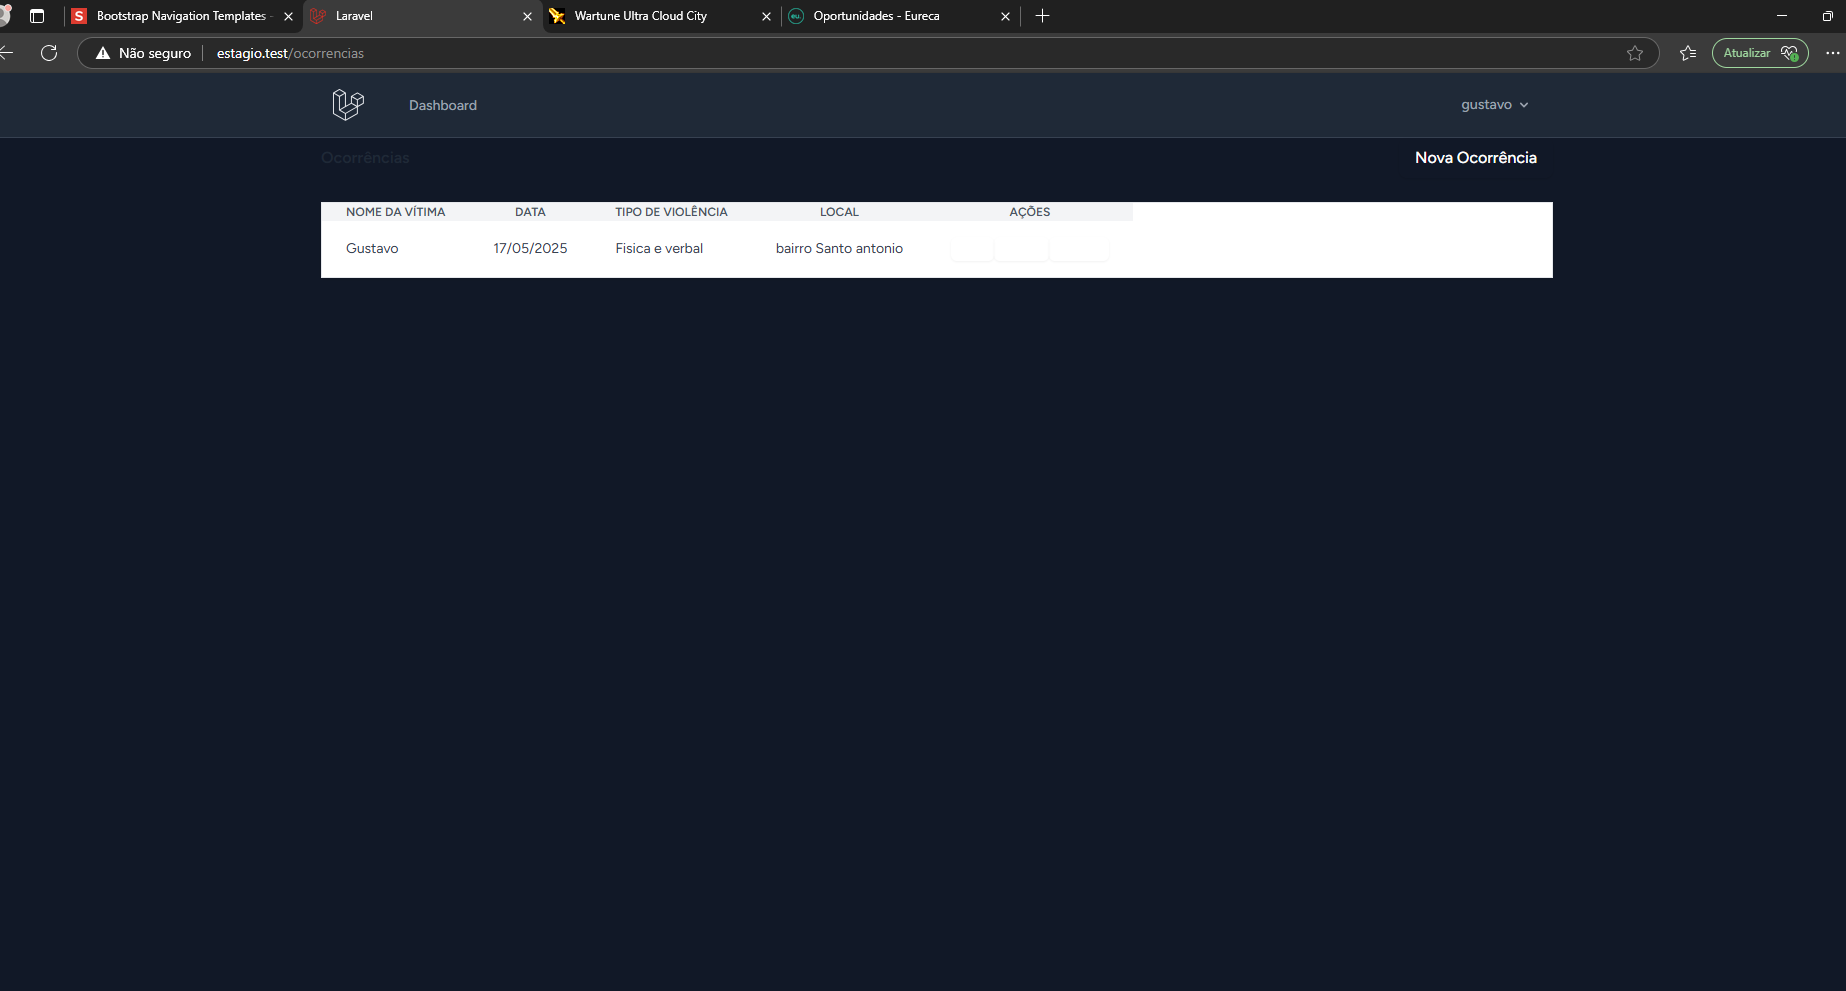 Bootstrap Navigation Templates -
Laravel
Wartune Ultra Cloud City
eu.
Oportunidades - Eureca
Não seguro
estagio.test/ocorrencias
Atualizar
Dashboard
gustavo
Ocorrências
Nova Ocorrência
NOME DA VÍTIMA DATA TIPO DE VIOLÊNCIA LOCAL AÇÕES
Gustavo 17/05/2025 Fisica e verbal bairro Santo antonio